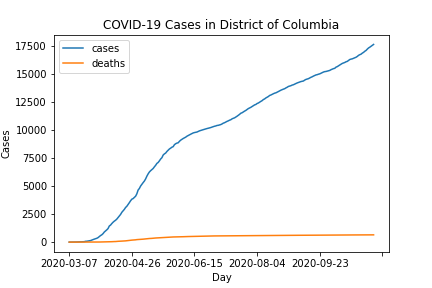 COVID-19 Cases in District of Columbia
cases
deaths
17500
15000
12500
10000
7500
5000
2500
0
Cases
2020-03-07 2020-04-26 2020-06-15 2020-08-04 2020-09-23
Day